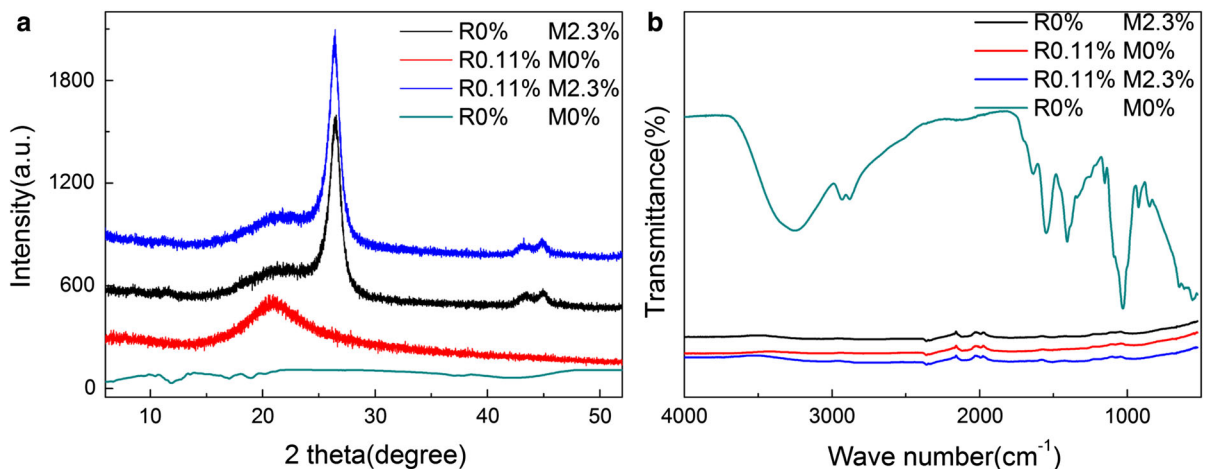 a
R0% M2.3%
R0.11% M0%
R0.11% M2.3%
R0% M0%
1800
1200
600
0
Intensity(a.u.)
10 20 30 40 50
2 theta(degree)
b
R0% M2.3%
R0.11% M0%
R0.11% M2.3%
R0% M0%
Transmittance(%)
4000 3000 2000 1000
Wave number(cm⁻¹)